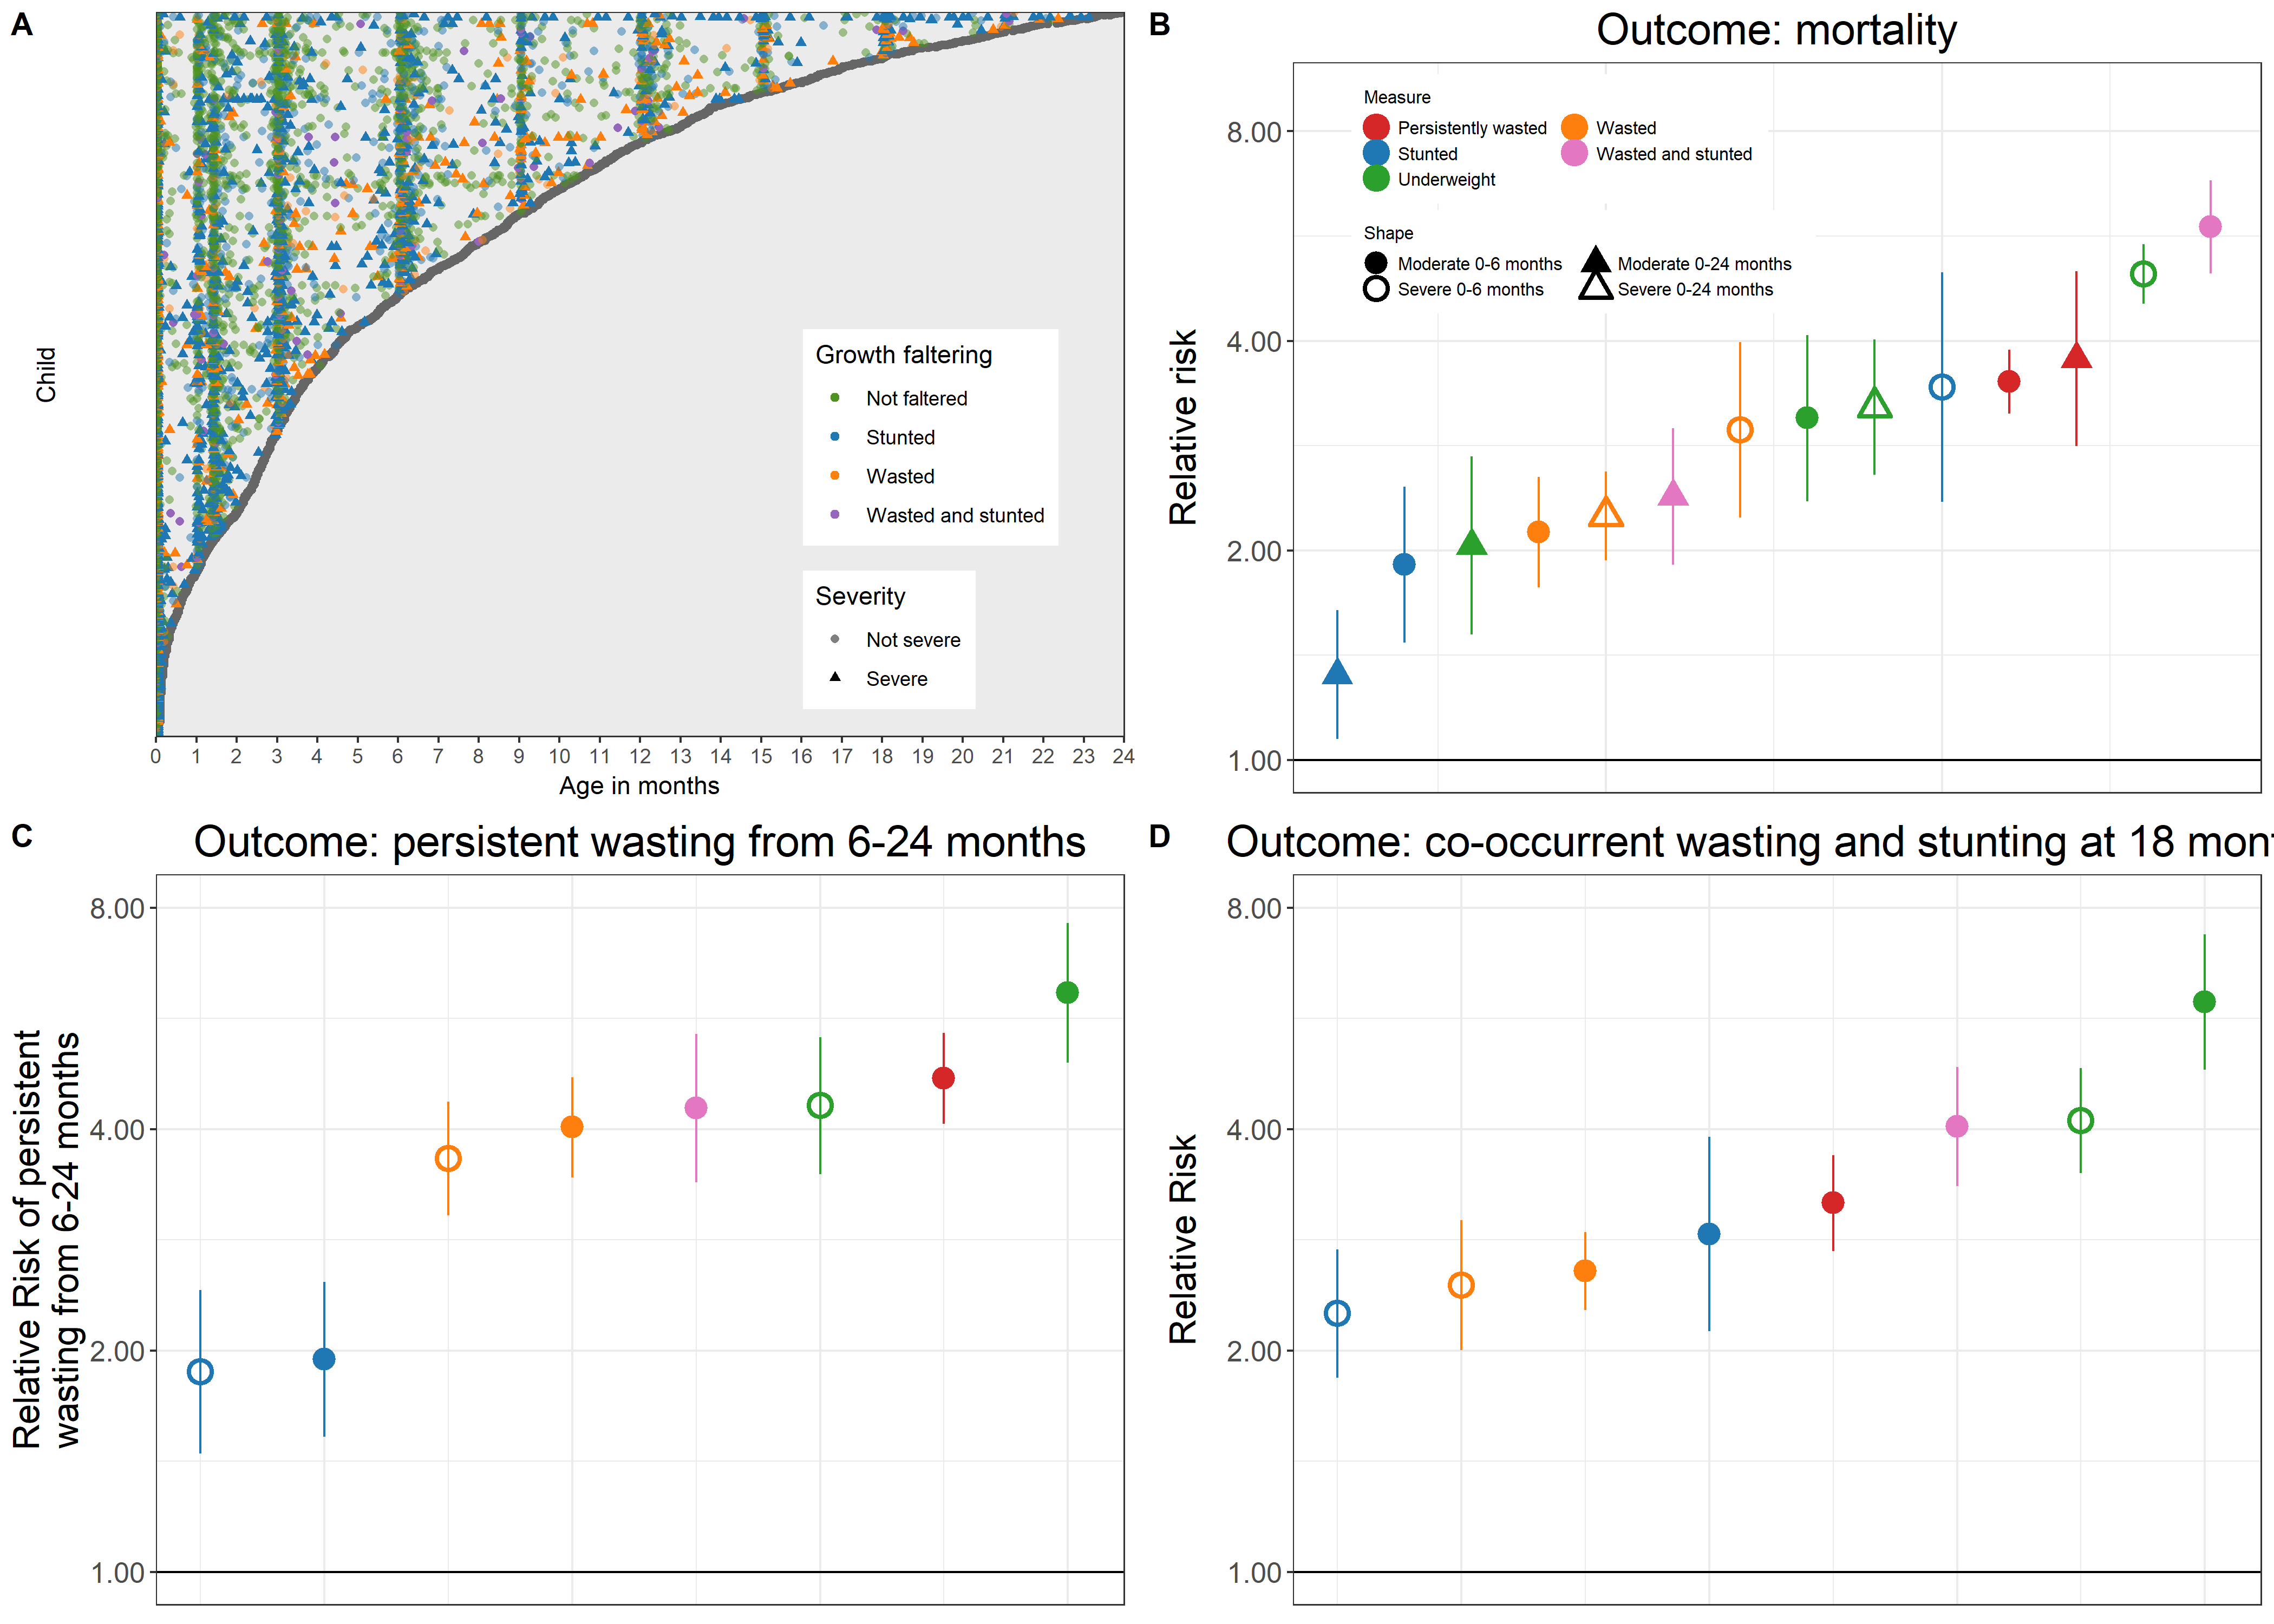 A
Child
Growth faltering
Not faltered
Stunted
Wasted
Wasted and stunted
Severity
Not severe
Severe
0 1 2 3 4 5 6 7 8 9 10 11 12 13 14 15 16 17 18 19 20 21 22 23 24
Age in months
B
Outcome: mortality
Relative risk
8.00
4.00
2.00
1.00
Measure
Persistently wasted
Stunted
Underweight
Wasted
Wasted and stunted
Shape
Moderate 0-6 months
Severe 0-6 months
Moderate 0-24 months
Severe 0-24 months
C
Outcome: persistent wasting from 6-24 months
Relative Risk of persistent
wasting from 6-24 months
8.00
4.00
2.00
1.00
D
Outcome: co-occurrent wasting and stunting at 18 mont
Relative Risk
8.00
4.00
2.00
1.00